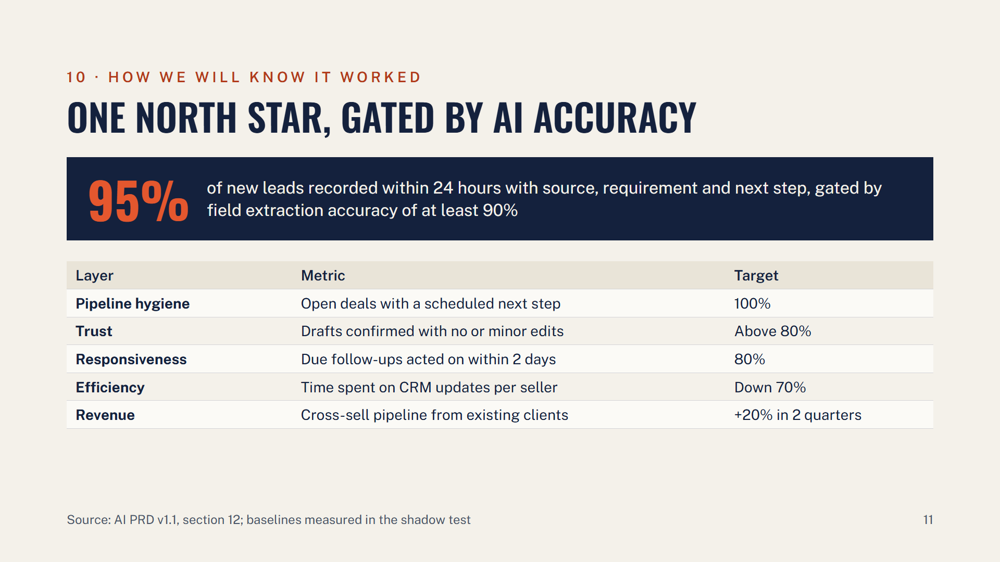 10 · HOW WE WILL KNOW IT WORKED
ONE NORTH STAR, GATED BY AI ACCURACY
95%
of new leads recorded within 24 hours with source, requirement and next step, gated by
field extraction accuracy of at least 90%
Layer Metric Target
Pipeline hygiene Open deals with a scheduled next step 100%
Trust Drafts confirmed with no or minor edits Above 80%
Responsiveness Due follow-ups acted on within 2 days 80%
Efficiency Time spent on CRM updates per seller Down 70%
Revenue Cross-sell pipeline from existing clients +20% in 2 quarters
Source: AI PRD v1.1, section 12; baselines measured in the shadow test 11